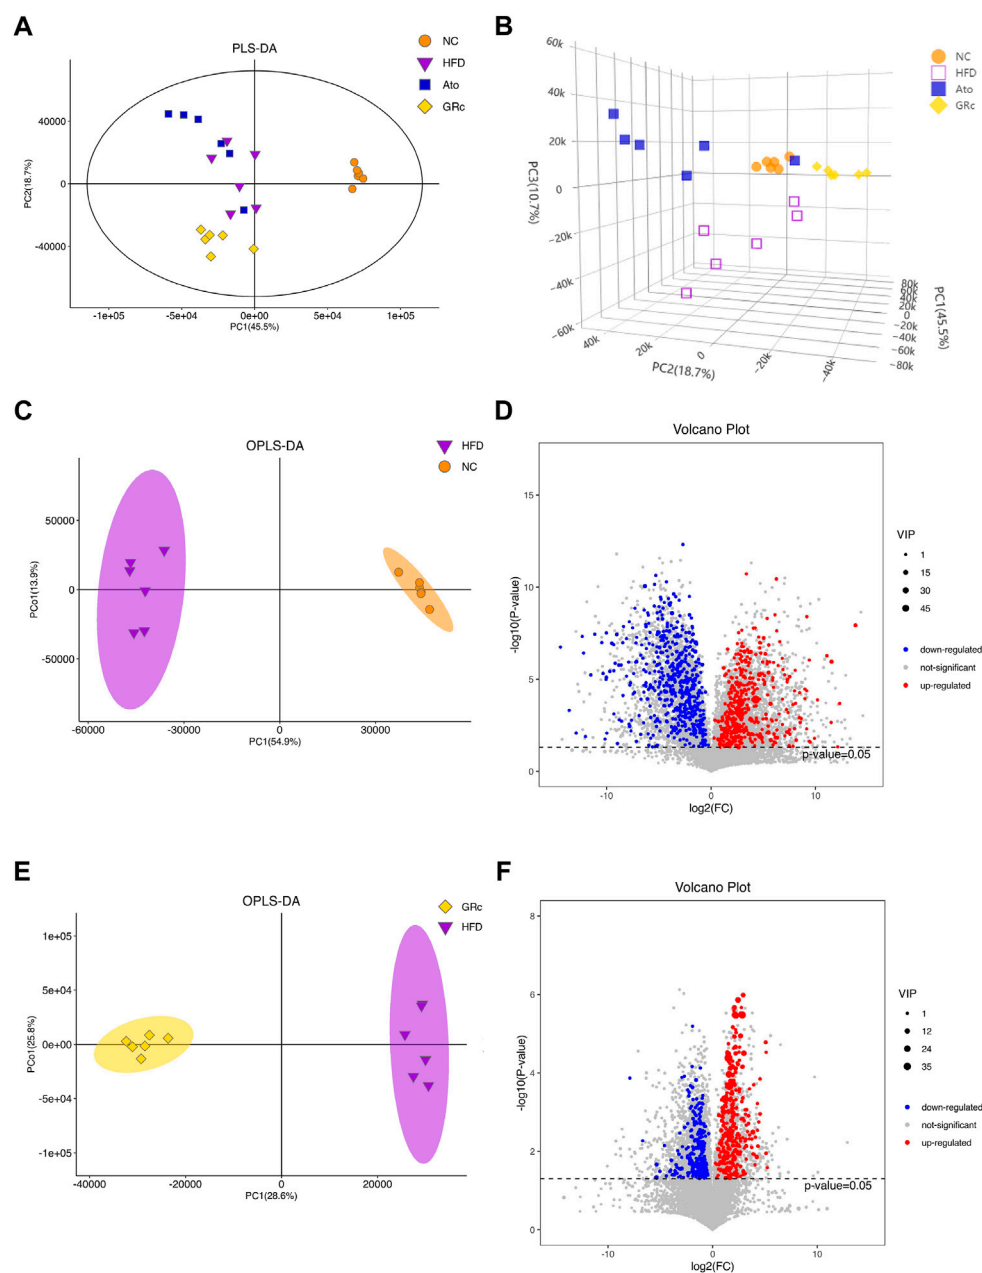 A
PLS-DA
NC
HFD
Ato
GRc
PC2(18.7%)
40000
0
-40000
-1e+05
-5e+04
0e+00
5e+04
1e+05
PC1(45.5%)
B
NC
HFD
Ato
GRc
60k
40k
20k
0
−20k
−40k
−60k
PC3(10.7%)
40k
20k
0
−20k
−40k
PC2(18.7%)
80k
60k
40k
20k
0
−20k
−40k
−60k
−80k
PC1(45.5%)
C
OPLS-DA
HFD
NC
PCo1(13.9%)
50000
0
-50000
-60000
-30000
0
30000
PC1(54.9%)
D
Volcano Plot
-log10(P-value)
15
10
5
0
p-value=0.05
-10
0
10
log2(FC)
VIP
1
15
30
45
down-regulated
not-significant
up-regulated
E
OPLS-DA
GRc
HFD
PCo1(25.8%)
1e+05
5e+04
0e+00
-5e+04
-1e+05
-40000
-20000
0
20000
PC1(28.6%)
F
Volcano Plot
-log10(P-value)
8
6
4
2
0
p-value=0.05
-10
0
10
log2(FC)
VIP
1
12
24
35
down-regulated
not-significant
up-regulated